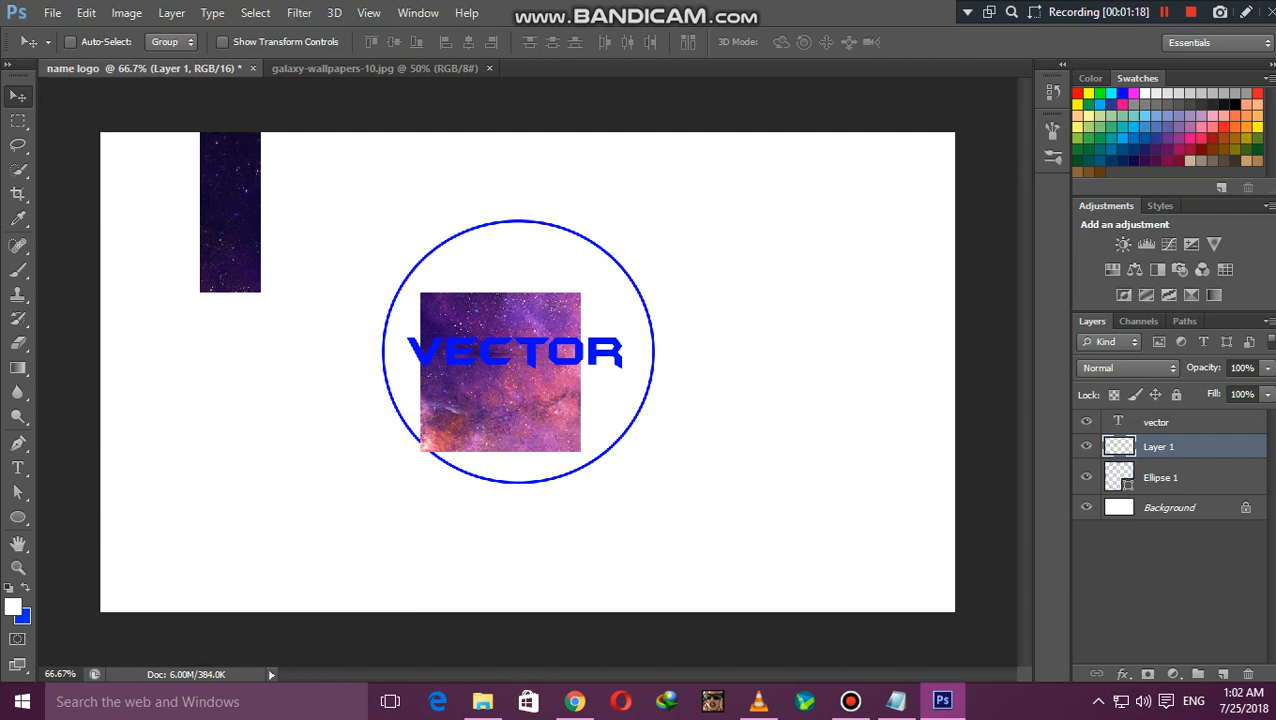 Ps File Edit Image Layer Type Select Filter 3D View Window Help
www.BANDICAM.com
Recording [00:01:18]
Auto-Select: Group Show Transform Controls 3D Mode: Essentials
name logo @ 66.7% (Layer 1, RGB/16) * × galaxy-wallpapers-10.jpg @ 50% (RGB/8#) ×
Color Swatches
Adjustments Styles
Add an adjustment
VECTOR
Layers Channels Paths
Kind
Normal Opacity: 100%
Lock: Fill: 100%
T vector
Layer 1
Ellipse 1
Background
66.67% Doc: 6.00M/384.0K
Search the web and Windows
Ps
ENG
1:02 AM
7/25/2018